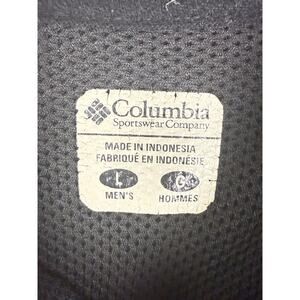 Columbia
Sportswear Company
MADE IN INDONESIA
FABRIQUÉ EN INDONÉSIE
L G
MEN'S HOMMES